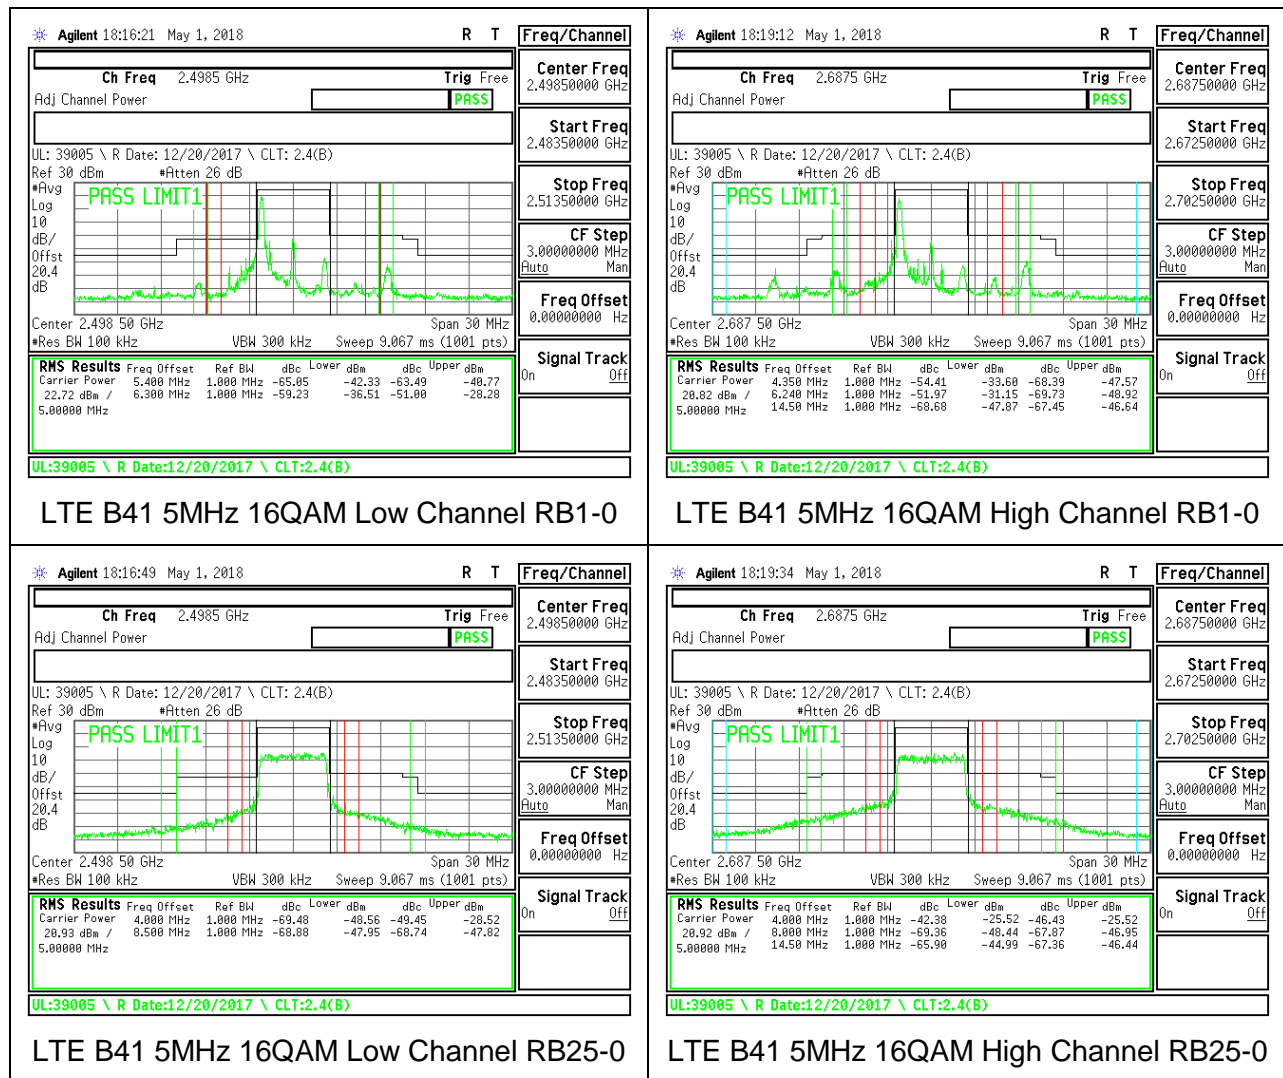 Agilent 18:16:21 May 1, 2018 R T
Freq/Channel
Ch Freq 2.4985 GHz Trig Free
Adj Channel Power PASS
UL: 39005 \ R Date: 12/20/2017 \ CLT: 2.4(B)
Ref 30 dBm #Atten 26 dB
#Avg
Log
10
dB/
Offst
20.4
dB
PASS LIMIT1
Center 2.498 50 GHz Span 30 MHz
#Res BW 100 kHz VBW 300 kHz Sweep 9.067 ms (1001 pts)
RMS Results Freq Offset Ref BW dBc Lower dBm dBc Upper dBm
Carrier Power 5.400 MHz 1.000 MHz -65.05 -42.33 -63.49 -40.77
22.72 dBm / 6.300 MHz 1.000 MHz -59.23 -36.51 -51.00 -28.28
5.00000 MHz
UL:39005 \ R Date:12/20/2017 \ CLT:2.4(B)
Center Freq
2.49850000 GHz
Start Freq
2.48350000 GHz
Stop Freq
2.51350000 GHz
CF Step
3.00000000 MHz
Auto Man
Freq Offset
0.00000000 Hz
Signal Track
On Off
LTE B41 5MHz 16QAM Low Channel RB1-0
Agilent 18:19:12 May 1, 2018 R T
Freq/Channel
Ch Freq 2.6875 GHz Trig Free
Adj Channel Power PASS
UL: 39005 \ R Date: 12/20/2017 \ CLT: 2.4(B)
Ref 30 dBm #Atten 26 dB
#Avg
Log
10
dB/
Offst
20.4
dB
PASS LIMIT1
Center 2.687 50 GHz Span 30 MHz
#Res BW 100 kHz VBW 300 kHz Sweep 9.067 ms (1001 pts)
RMS Results Freq Offset Ref BW dBc Lower dBm dBc Upper dBm
Carrier Power 4.350 MHz 1.000 MHz -54.41 -33.60 -68.39 -47.57
20.82 dBm / 6.240 MHz 1.000 MHz -51.97 -31.15 -69.73 -48.92
5.00000 MHz 14.50 MHz 1.000 MHz -68.68 -47.87 -67.45 -46.64
UL:39005 \ R Date:12/20/2017 \ CLT:2.4(B)
Center Freq
2.68750000 GHz
Start Freq
2.67250000 GHz
Stop Freq
2.70250000 GHz
CF Step
3.00000000 MHz
Auto Man
Freq Offset
0.00000000 Hz
Signal Track
On Off
LTE B41 5MHz 16QAM High Channel RB1-0
Agilent 18:16:49 May 1, 2018 R T
Freq/Channel
Ch Freq 2.4985 GHz Trig Free
Adj Channel Power PASS
UL: 39005 \ R Date: 12/20/2017 \ CLT: 2.4(B)
Ref 30 dBm #Atten 26 dB
#Avg
Log
10
dB/
Offst
20.4
dB
PASS LIMIT1
Center 2.498 50 GHz Span 30 MHz
#Res BW 100 kHz VBW 300 kHz Sweep 9.067 ms (1001 pts)
RMS Results Freq Offset Ref BW dBc Lower dBm dBc Upper dBm
Carrier Power 4.000 MHz 1.000 MHz -69.48 -48.56 -49.45 -28.52
20.93 dBm / 8.500 MHz 1.000 MHz -68.88 -47.95 -68.74 -47.82
5.00000 MHz
UL:39005 \ R Date:12/20/2017 \ CLT:2.4(B)
Center Freq
2.49850000 GHz
Start Freq
2.48350000 GHz
Stop Freq
2.51350000 GHz
CF Step
3.00000000 MHz
Auto Man
Freq Offset
0.00000000 Hz
Signal Track
On Off
LTE B41 5MHz 16QAM Low Channel RB25-0
Agilent 18:19:34 May 1, 2018 R T
Freq/Channel
Ch Freq 2.6875 GHz Trig Free
Adj Channel Power PASS
UL: 39005 \ R Date: 12/20/2017 \ CLT: 2.4(B)
Ref 30 dBm #Atten 26 dB
#Avg
Log
10
dB/
Offst
20.4
dB
PASS LIMIT1
Center 2.687 50 GHz Span 30 MHz
#Res BW 100 kHz VBW 300 kHz Sweep 9.067 ms (1001 pts)
RMS Results Freq Offset Ref BW dBc Lower dBm dBc Upper dBm
Carrier Power 4.000 MHz 1.000 MHz -42.38 -25.52 -46.43 -25.52
20.92 dBm / 8.000 MHz 1.000 MHz -69.36 -48.44 -67.87 -46.95
5.00000 MHz 14.50 MHz 1.000 MHz -65.90 -44.99 -67.36 -46.44
UL:39005 \ R Date:12/20/2017 \ CLT:2.4(B)
Center Freq
2.68750000 GHz
Start Freq
2.67250000 GHz
Stop Freq
2.70250000 GHz
CF Step
3.00000000 MHz
Auto Man
Freq Offset
0.00000000 Hz
Signal Track
On Off
LTE B41 5MHz 16QAM High Channel RB25-0